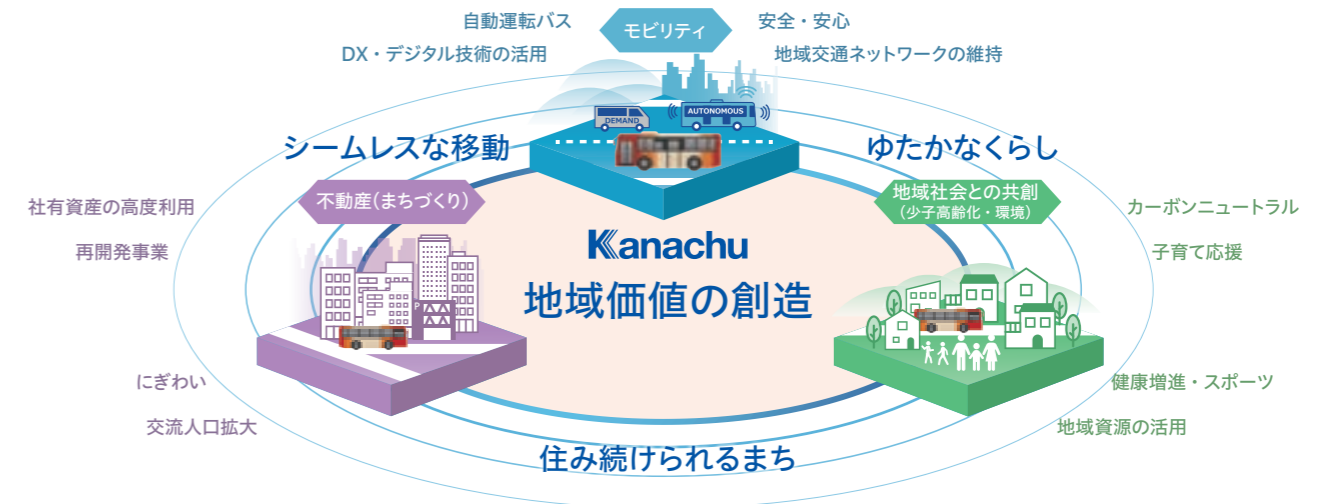 自動運転バス
DX・デジタル技術の活用
モビリティ
安全・安心
地域交通ネットワークの維持
DEMAND
AUTONOMOUS
シームレスな移動
ゆたかなくらし
不動産(まちづくり)
社有資産の高度利用
再開発事業
地域社会との共創
(少子高齢化・環境)
カーボンニュートラル
子育て応援
Kanachu
地域価値の創造
P
にぎわい
交流人口拡大
健康増進・スポーツ
地域資源の活用
住み続けられるまち